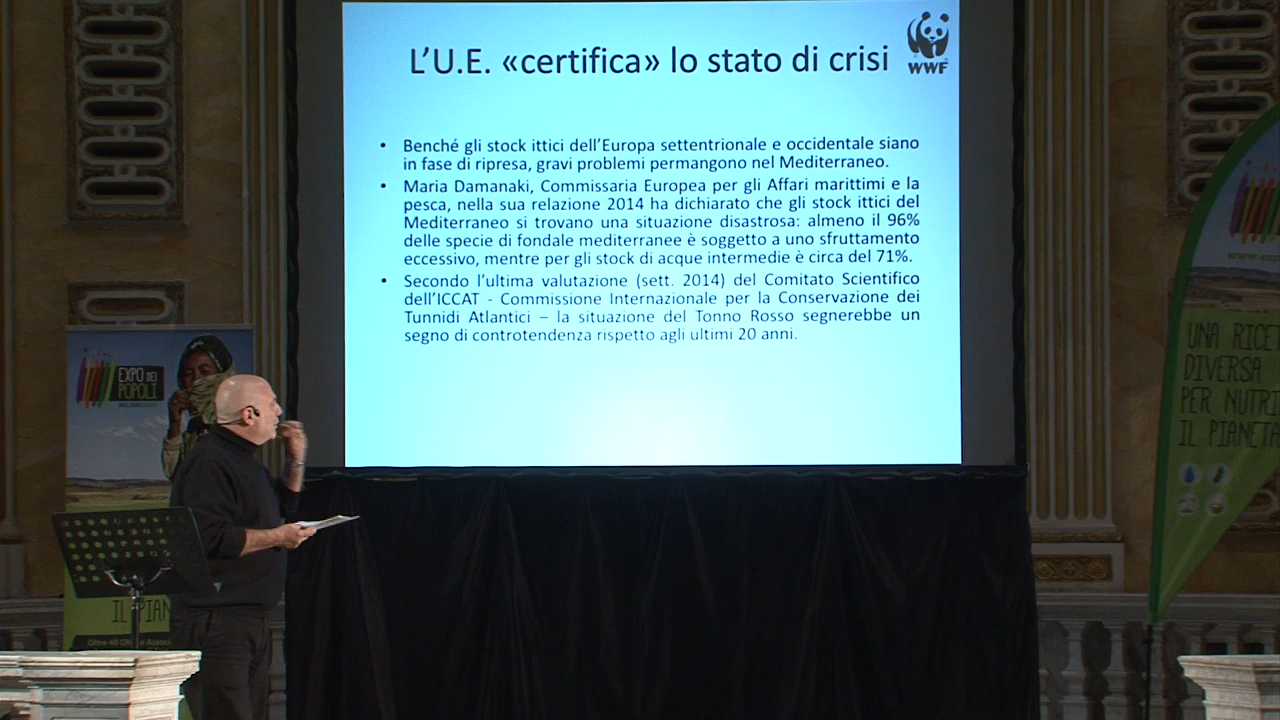 L'U.E. «certifica» lo stato di crisi
WWF
• Benché gli stock ittici dell'Europa settentrionale e occidentale siano
in fase di ripresa, gravi problemi permangono nel Mediterraneo.
• Maria Damanaki, Commissaria Europea per gli Affari marittimi e la
pesca, nella sua relazione 2014 ha dichiarato che gli stock ittici del
Mediterraneo si trovano una situazione disastrosa: almeno il 96%
delle specie di fondale mediterranee è soggetto a uno sfruttamento
eccessivo, mentre per gli stock di acque intermedie è circa del 71%.
• Secondo l'ultima valutazione (sett. 2014) del Comitato Scientifico
dell'ICCAT - Commissione Internazionale per la Conservazione dei
Tunnidi Atlantici – la situazione del Tonno Rosso segnerebbe un
segno di controtendenza rispetto agli ultimi 20 anni.
EXPO DEI
POPOLI
IL PIAN
Oltre 40
UNA RICE
DIVERSA
PER NUTRI
IL PIANETA